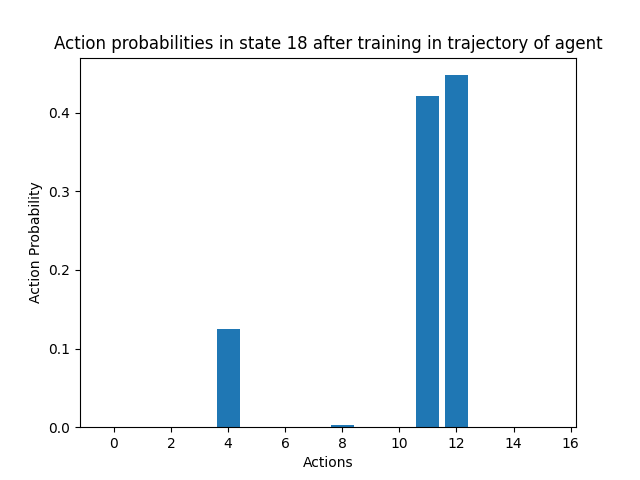 Action probabilities in state 18 after training in trajectory of agent
Action Probability
0.4
0.3
0.2
0.1
0.0
0 2 4 6 8 10 12 14 16
Actions